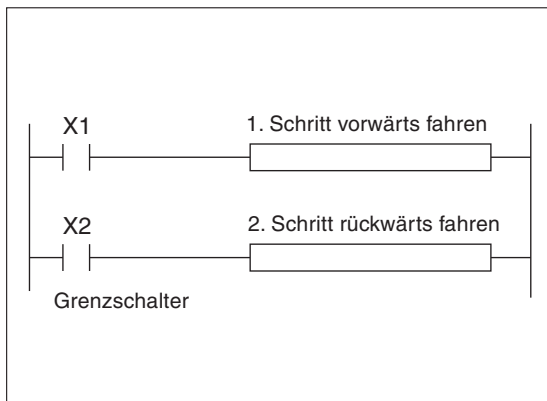 X1 1. Schritt vorwärts fahren
X2 2. Schritt rückwärts fahren
Grenzschalter